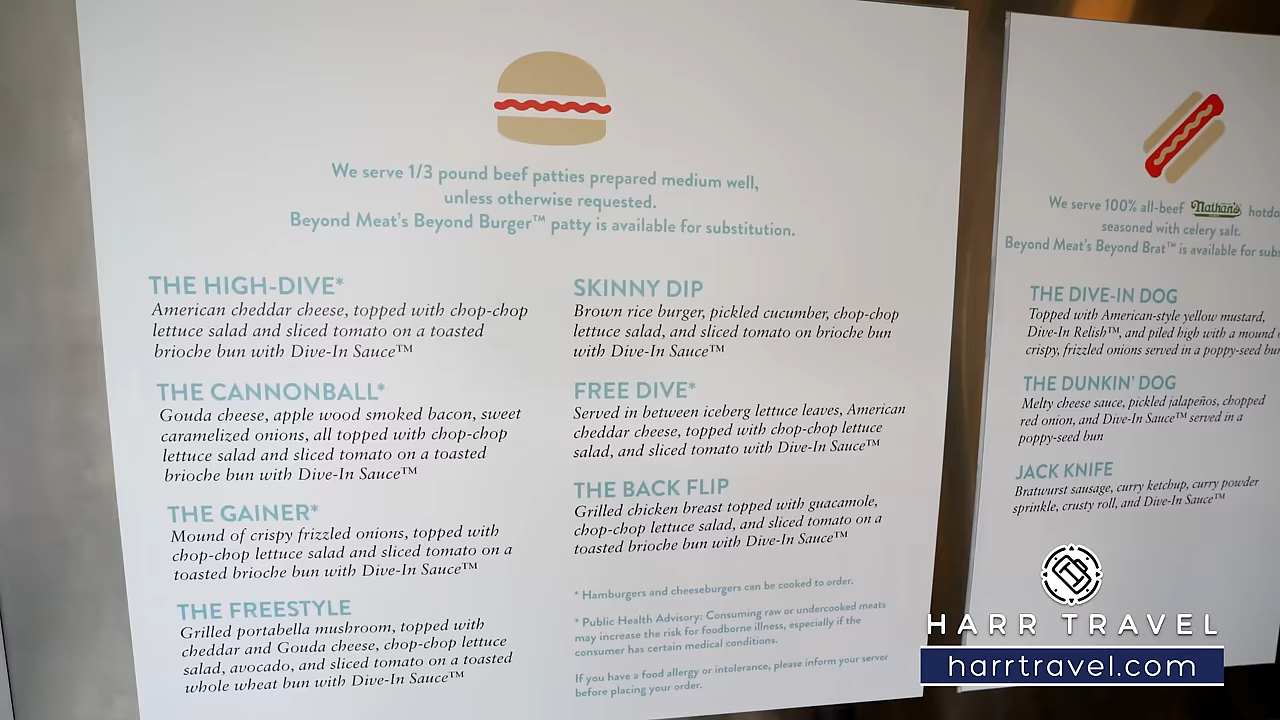 We serve 1/3 pound beef patties prepared medium well,
unless otherwise requested.
Beyond Meat's Beyond Burger™ patty is available for substitution.
THE HIGH-DIVE*
American cheddar cheese, topped with chop-chop
lettuce salad and sliced tomato on a toasted
brioche bun with Dive-In Sauce™
THE CANNONBALL*
Gouda cheese, apple wood smoked bacon, sweet
caramelized onions, all topped with chop-chop
lettuce salad and sliced tomato on a toasted
brioche bun with Dive-In Sauce™
THE GAINER*
Mound of crispy frizzled onions, topped with
chop-chop lettuce salad and sliced tomato on a
toasted brioche bun with Dive-In Sauce™
THE FREESTYLE
Grilled portabella mushroom, topped with
cheddar and Gouda cheese, chop-chop lettuce
salad, avocado, and sliced tomato on a toasted
whole wheat bun with Dive-In Sauce™
SKINNY DIP
Brown rice burger, pickled cucumber, chop-chop
lettuce salad, and sliced tomato on brioche bun
with Dive-In Sauce™
FREE DIVE*
Served in between iceberg lettuce leaves, American
cheddar cheese, topped with chop-chop lettuce
salad, and sliced tomato with Dive-In Sauce™
THE BACK FLIP
Grilled chicken breast topped with guacamole,
chop-chop lettuce salad, and sliced tomato on a
toasted brioche bun with Dive-In Sauce™
* Hamburgers and cheeseburgers can be cooked to order.
* Public Health Advisory: Consuming raw or undercooked meats
may increase the risk for foodborne illness, especially if the
consumer has certain medical conditions.
If you have a food allergy or intolerance, please inform your server
before placing your order.
We serve 100% all-beef Nathan's hotdo
seasoned with celery salt.
Beyond Meat's Beyond Brat™ is available for subs
THE DIVE-IN DOG
Topped with American-style yellow mustard,
Dive-In Relish™, and piled high with a mound
crispy, frizzled onions served in a poppy-seed bun
THE DUNKIN' DOG
Melty cheese sauce, pickled jalapeños, chopped
red onion, and Dive-In Sauce™ served in a
poppy-seed bun
JACK KNIFE
Bratwurst sausage, curry ketchup, curry powder
sprinkle, crusty roll, and Dive-In Sauce™
HARR TRAVEL
harrtravel.com